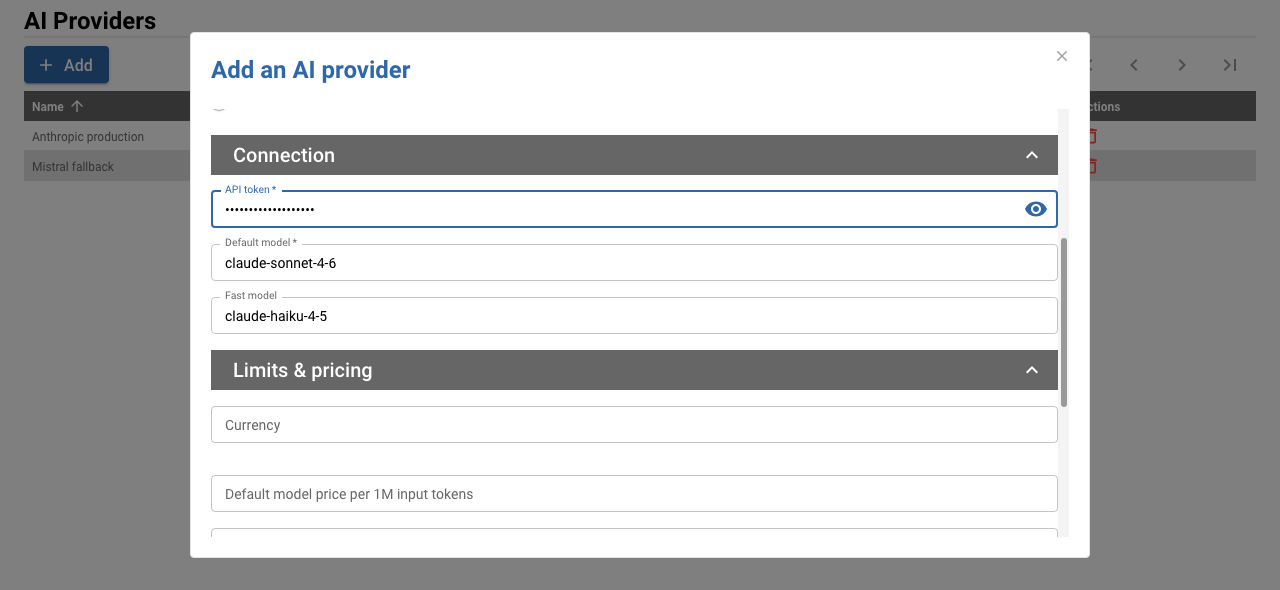 AI Providers
Add
Name
Anthropic production
Mistral fallback
ctions
Add an AI provider
Connection
API token *
•••••••••••••••••••
Default model *
claude-sonnet-4-6
Fast model
claude-haiku-4-5
Limits & pricing
Currency
Default model price per 1M input tokens